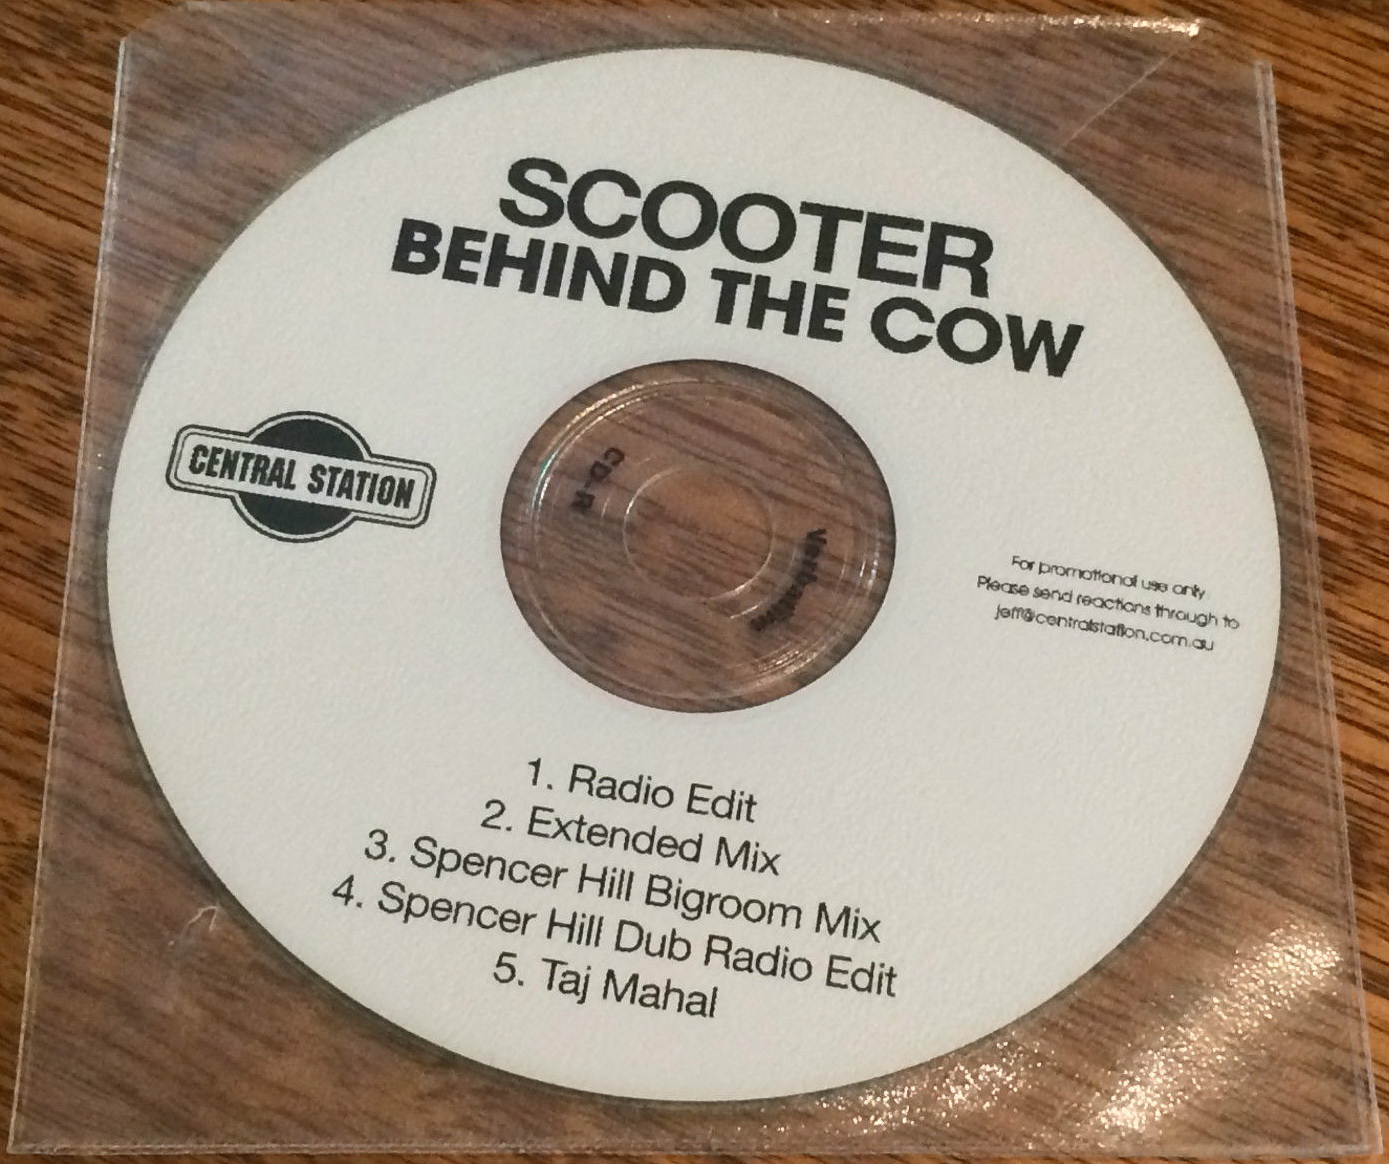 SCOOTER
BEHIND THE COW
CENTRAL STATION
CD-R
Verbatim
For promotional use only
Please send reactions through to
jeff@centralstation.com.au
1. Radio Edit
2. Extended Mix
3. Spencer Hill Bigroom Mix
4. Spencer Hill Dub Radio Edit
5. Taj Mahal